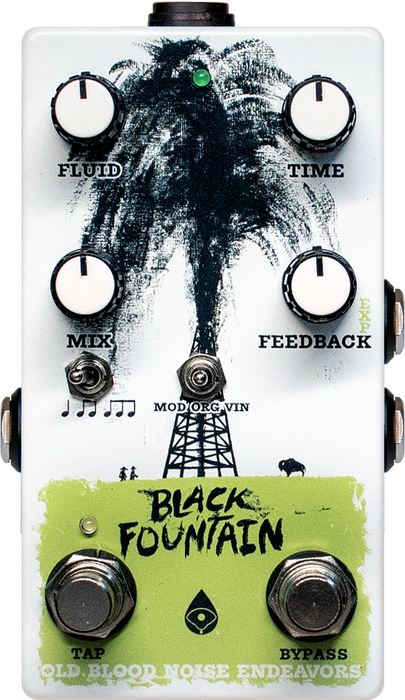 FLUID
TIME
MIX
FEEDBACK
EXP
MOD ORG VIN
BLACK
FOUNTAIN
TAP
BYPASS
OLD BLOOD NOISE ENDEAVORS